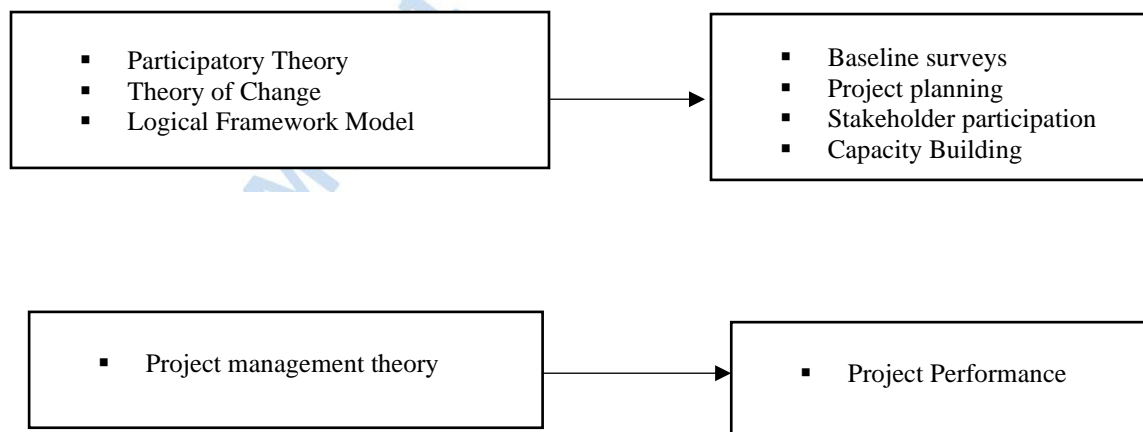 ▪ Participatory Theory
▪ Theory of Change
▪ Logical Framework Model
▪ Baseline surveys
▪ Project planning
▪ Stakeholder participation
▪ Capacity Building
▪ Project management theory
▪ Project Performance